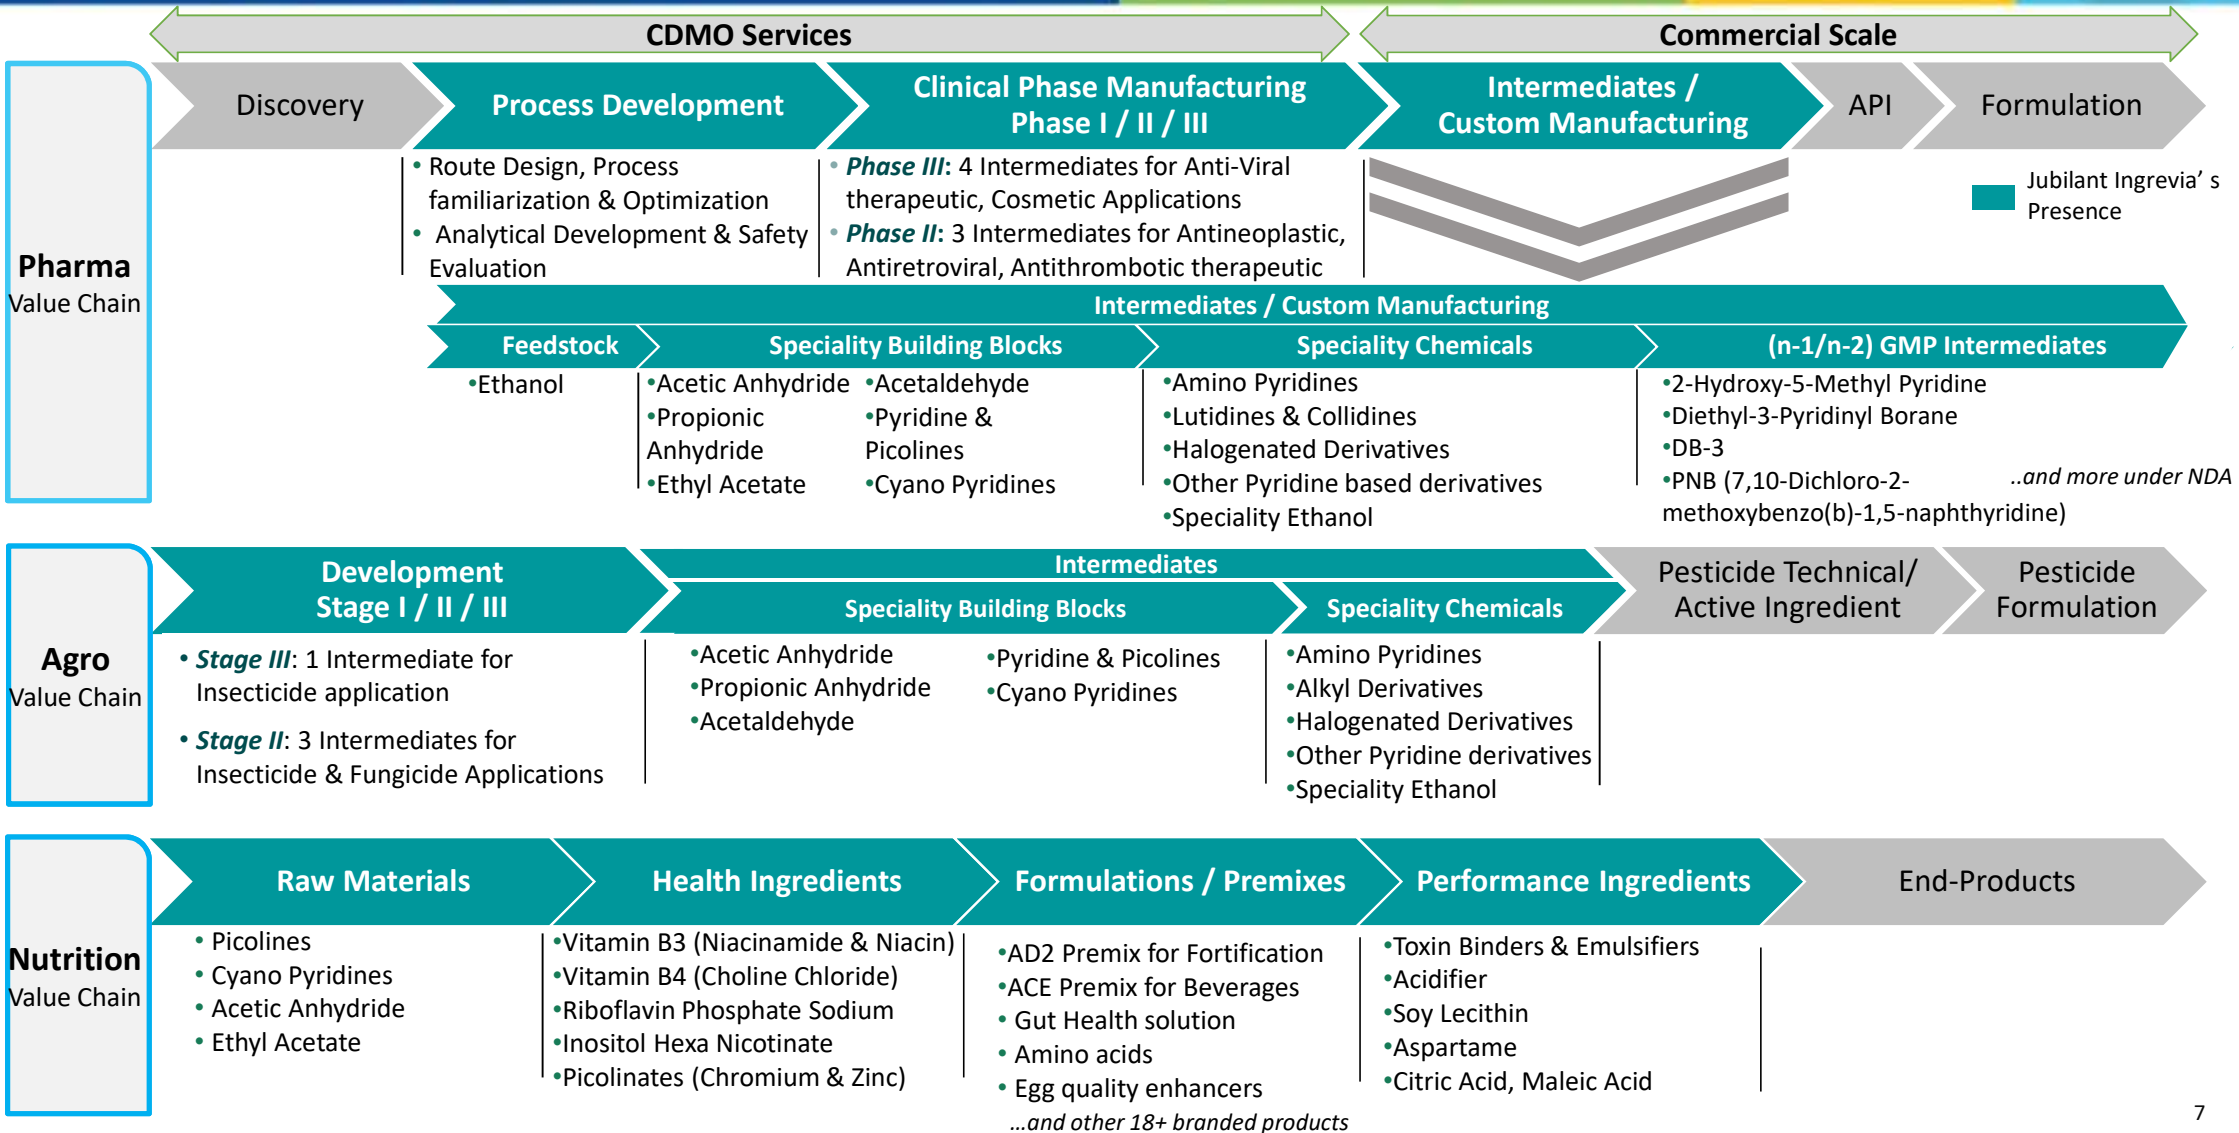 CDMO Services
Commercial Scale
Pharma
Value Chain
Discovery
Process Development
Clinical Phase Manufacturing
Phase I / II / III
Intermediates /
Custom Manufacturing
API
Formulation
• Route Design, Process
familiarization & Optimization
• Analytical Development & Safety
Evaluation
• Phase III: 4 Intermediates for Anti-Viral
therapeutic, Cosmetic Applications
• Phase II: 3 Intermediates for Antineoplastic,
Antiretroviral, Antithrombotic therapeutic
Jubilant Ingrevia’ s
Presence
Intermediates / Custom Manufacturing
Feedstock
Speciality Building Blocks
Speciality Chemicals
(n-1/n-2) GMP Intermediates
•Ethanol
•Acetic Anhydride
•Propionic
Anhydride
•Ethyl Acetate
•Acetaldehyde
•Pyridine &
Picolines
•Cyano Pyridines
•Amino Pyridines
•Lutidines & Collidines
•Halogenated Derivatives
•Other Pyridine based derivatives
•Speciality Ethanol
•2-Hydroxy-5-Methyl Pyridine
•Diethyl-3-Pyridinyl Borane
•DB-3
•PNB (7,10-Dichloro-2-
methoxybenzo(b)-1,5-naphthyridine)
..and more under NDA
Agro
Value Chain
Development
Stage I / II / III
Intermediates
Speciality Building Blocks
Speciality Chemicals
Pesticide Technical/
Active Ingredient
Pesticide
Formulation
• Stage III: 1 Intermediate for
Insecticide application
• Stage II: 3 Intermediates for
Insecticide & Fungicide Applications
•Acetic Anhydride
•Propionic Anhydride
•Acetaldehyde
•Pyridine & Picolines
•Cyano Pyridines
•Amino Pyridines
•Alkyl Derivatives
•Halogenated Derivatives
•Other Pyridine derivatives
•Speciality Ethanol
Nutrition
Value Chain
Raw Materials
Health Ingredients
Formulations / Premixes
Performance Ingredients
End-Products
• Picolines
• Cyano Pyridines
• Acetic Anhydride
• Ethyl Acetate
•Vitamin B3 (Niacinamide & Niacin)
•Vitamin B4 (Choline Chloride)
•Riboflavin Phosphate Sodium
•Inositol Hexa Nicotinate
•Picolinates (Chromium & Zinc)
•AD2 Premix for Fortification
•ACE Premix for Beverages
• Gut Health solution
• Amino acids
• Egg quality enhancers
...and other 18+ branded products
•Toxin Binders & Emulsifiers
•Acidifier
•Soy Lecithin
•Aspartame
•Citric Acid, Maleic Acid
7